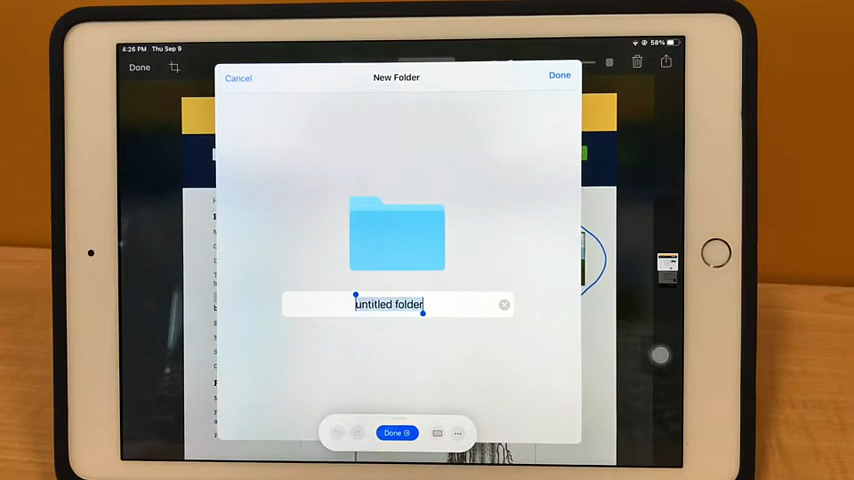 4:26 PM Thu Sep 9
58%
Done
Cancel
New Folder
Done
untitled folder
Done